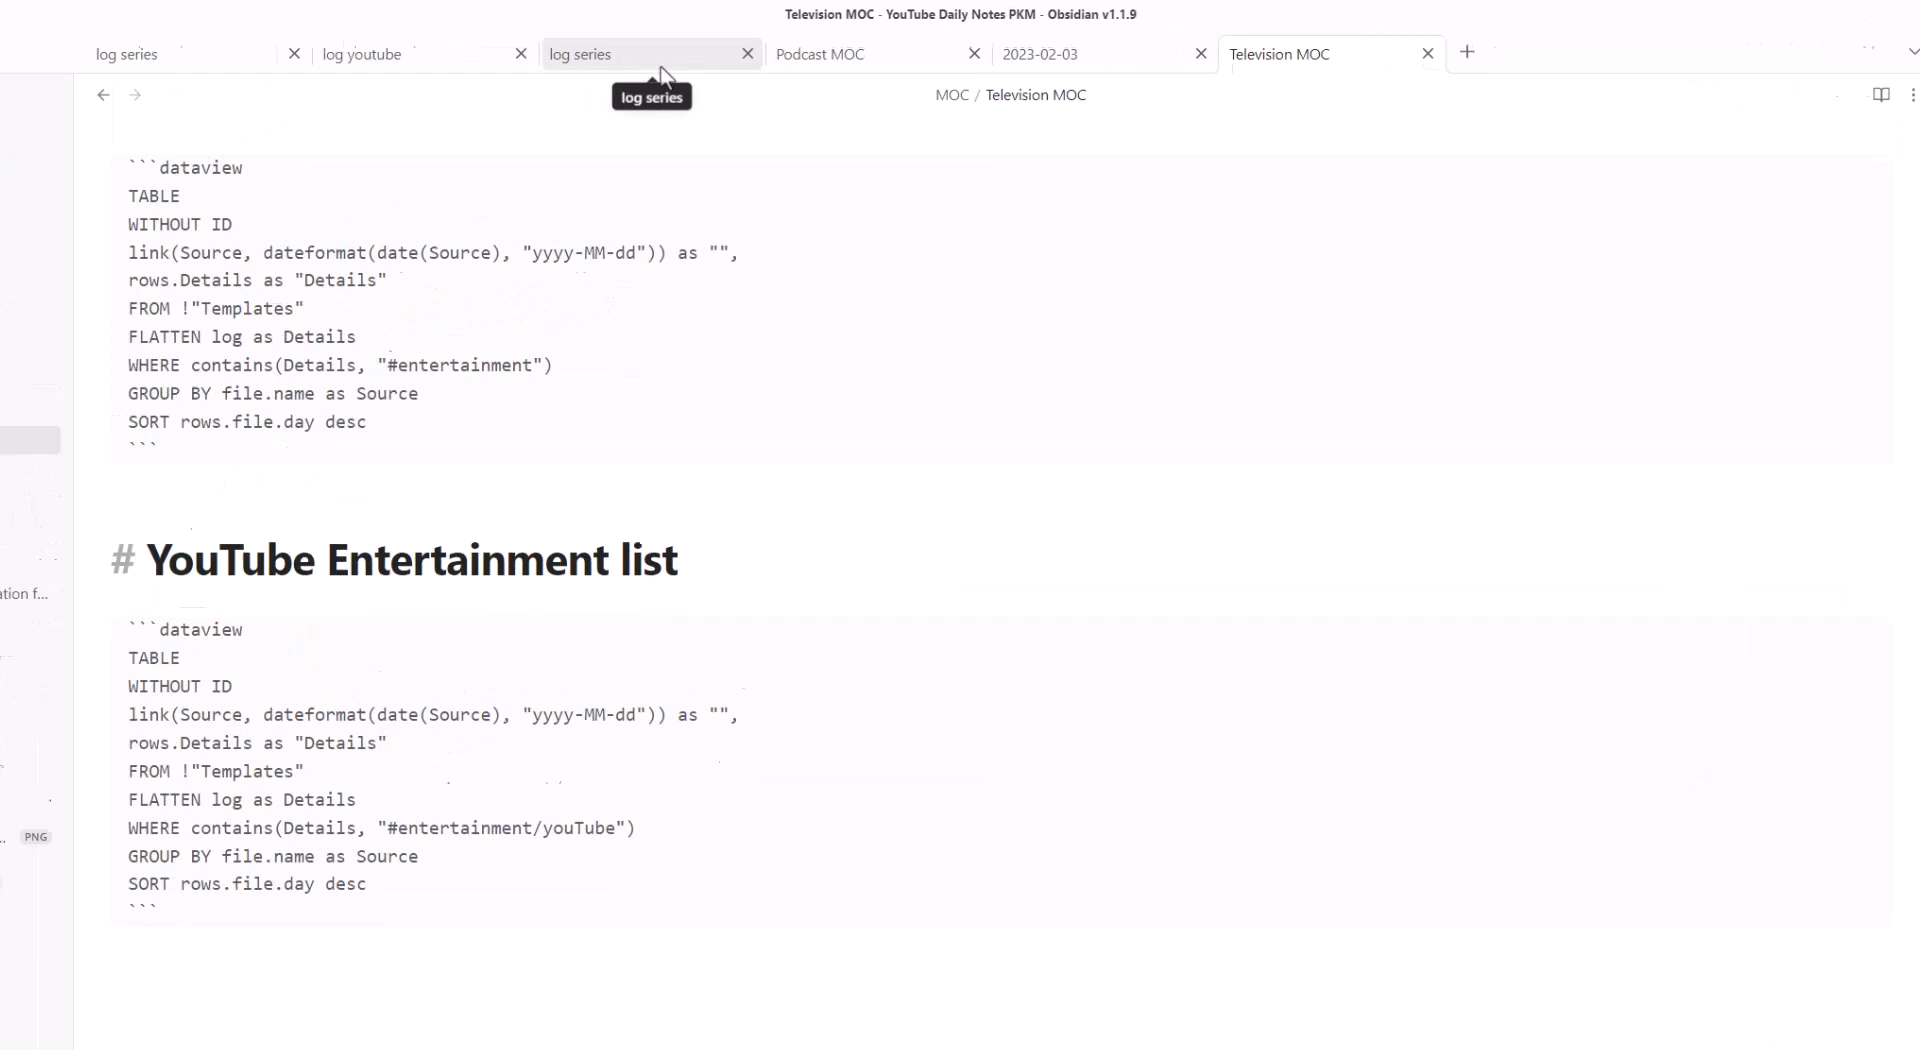 Television MOC - YouTube Daily Notes PKM - Obsidian v1.1.9
log series log youtube log series Podcast MOC 2023-02-03 Television MOC
log series
MOC / Television MOC
```dataview
TABLE
WITHOUT ID
link(Source, dateformat(date(Source), "yyyy-MM-dd")) as "",
rows.Details as "Details"
FROM !"Templates"
FLATTEN log as Details
WHERE contains(Details, "#entertainment")
GROUP BY file.name as Source
SORT rows.file.day desc
```
# YouTube Entertainment list
ation f...
```dataview
TABLE
WITHOUT ID
link(Source, dateformat(date(Source), "yyyy-MM-dd")) as "",
rows.Details as "Details"
FROM !"Templates"
FLATTEN log as Details
WHERE contains(Details, "#entertainment/youTube")
PNG
GROUP BY file.name as Source
SORT rows.file.day desc
```